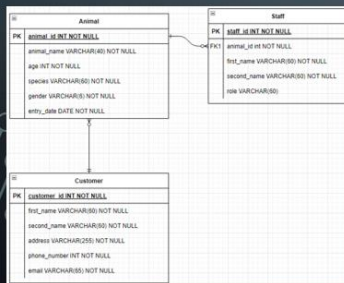 Animal
PK animal_id INT NOT NULL
animal_name VARCHAR(40) NOT NULL
age INT NOT NULL
species VARCHAR(60) NOT NULL
gender VARCHAR(6) NOT NULL
entry_date DATE NOT NULL
Staff
PK staff_id INT NOT NULL
FK1 animal_id int NOT NULL
first_name VARCHAR(60) NOT NULL
second_name VARCHAR(60) NOT NULL
role VARCHAR(60)
Customer
PK customer_id INT NOT NULL
first_name VARCHAR(60) NOT NULL
second_name VARCHAR(60) NOT NULL
address VARCHAR(255) NOT NULL
phone_number INT NOT NULL
email VARCHAR(65) NOT NULL